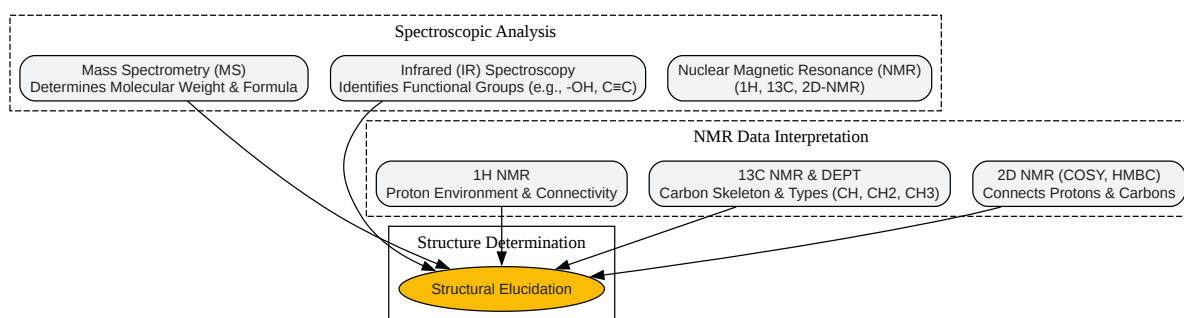 Spectroscopic Analysis
Mass Spectrometry (MS)
Determines Molecular Weight & Formula
Infrared (IR) Spectroscopy
Identifies Functional Groups (e.g., -OH, C≡C)
Nuclear Magnetic Resonance (NMR)
(1H, 13C, 2D-NMR)
NMR Data Interpretation
1H NMR
Proton Environment & Connectivity
13C NMR & DEPT
Carbon Skeleton & Types (CH, CH2, CH3)
2D NMR (COSY, HMBC)
Connects Protons & Carbons
Structure Determination
Structural Elucidation